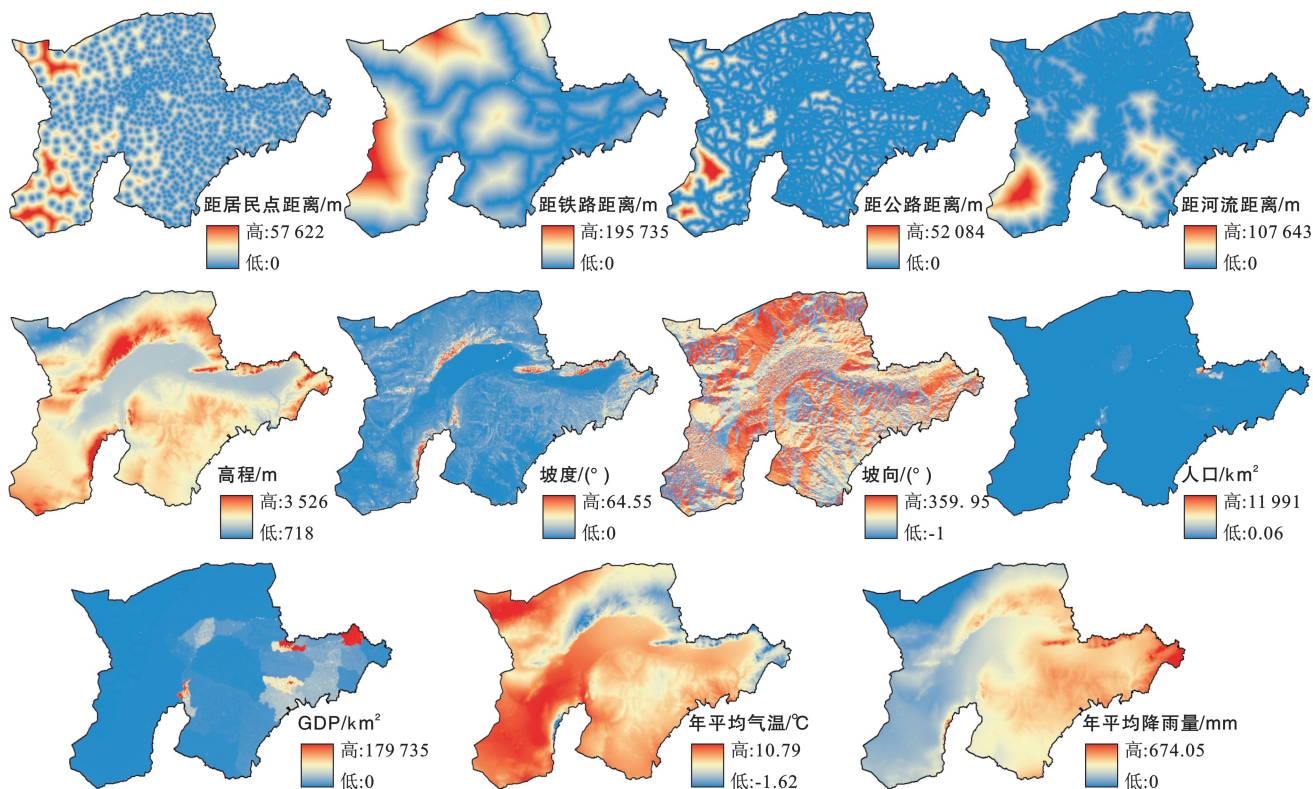 距居民点距离/m
高:57 622
低:0
距铁路距离/m
高:195 735
低:0
距公路距离/m
高:52 084
低:0
距河流距离/m
高:107 643
低:0
高程/m
高:3 526
低:718
坡度/(°)
高:64.55
低:0
坡向/(°)
高:359.95
低:-1
人口/km²
高:11 991
低:0.06
GDP/km²
高:179 735
低:0
年平均气温/℃
高:10.79
低:-1.62
年平均降雨量/mm
高:674.05
低:0